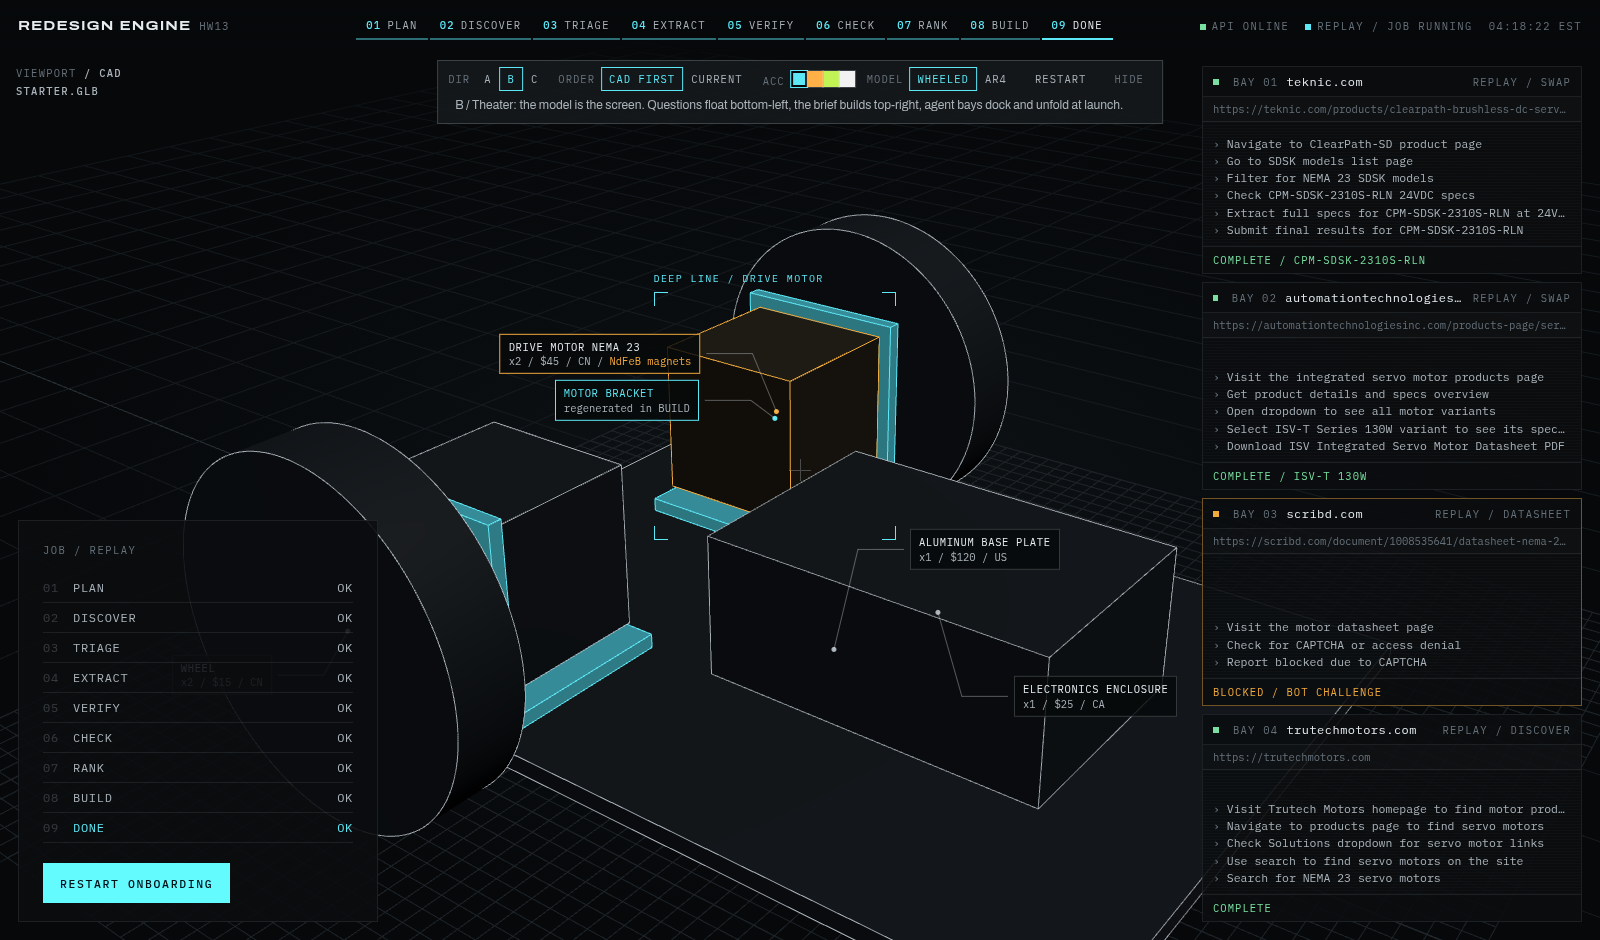 REDESIGN ENGINE HW13
01 PLAN 02 DISCOVER 03 TRIAGE 04 EXTRACT 05 VERIFY 06 CHECK 07 RANK 08 BUILD 09 DONE
API ONLINE REPLAY / JOB RUNNING 04:18:22 EST
VIEWPORT / CAD
STARTER.GLB
DIR A B C ORDER CAD FIRST CURRENT ACC MODEL WHEELED AR4 RESTART HIDE
B / Theater: the model is the screen. Questions float bottom-left, the brief builds top-right, agent bays dock and unfold at launch.
DEEP LINE / DRIVE MOTOR
DRIVE MOTOR NEMA 23
x2 / $45 / CN / NdFeB magnets
MOTOR BRACKET
regenerated in BUILD
ALUMINUM BASE PLATE
x1 / $120 / US
ELECTRONICS ENCLOSURE
x1 / $25 / CA
WHEEL
x2 / $15 / CN
JOB / REPLAY
01 PLAN OK
02 DISCOVER OK
03 TRIAGE OK
04 EXTRACT OK
05 VERIFY OK
06 CHECK OK
07 RANK OK
08 BUILD OK
09 DONE OK
RESTART ONBOARDING
BAY 01 teknic.com REPLAY / SWAP
https://teknic.com/products/clearpath-brushless-dc-serv…
› Navigate to ClearPath-SD product page
› Go to SDSK models list page
› Filter for NEMA 23 SDSK models
› Check CPM-SDSK-2310S-RLN 24VDC specs
› Extract full specs for CPM-SDSK-2310S-RLN at 24V…
› Submit final results for CPM-SDSK-2310S-RLN
COMPLETE / CPM-SDSK-2310S-RLN
BAY 02 automationtechnologies… REPLAY / SWAP
https://automationtechnologiesinc.com/products-page/ser…
› Visit the integrated servo motor products page
› Get product details and specs overview
› Open dropdown to see all motor variants
› Select ISV-T Series 130W variant to see its spec…
› Download ISV Integrated Servo Motor Datasheet PDF
COMPLETE / ISV-T 130W
BAY 03 scribd.com REPLAY / DATASHEET
https://scribd.com/document/1008535641/datasheet-nema-2…
› Visit the motor datasheet page
› Check for CAPTCHA or access denial
› Report blocked due to CAPTCHA
BLOCKED / BOT CHALLENGE
BAY 04 trutechmotors.com REPLAY / DISCOVER
https://trutechmotors.com
› Visit Trutech Motors homepage to find motor prod…
› Navigate to products page to find servo motors
› Check Solutions dropdown for servo motor links
› Use search to find servo motors on the site
› Search for NEMA 23 servo motors
COMPLETE